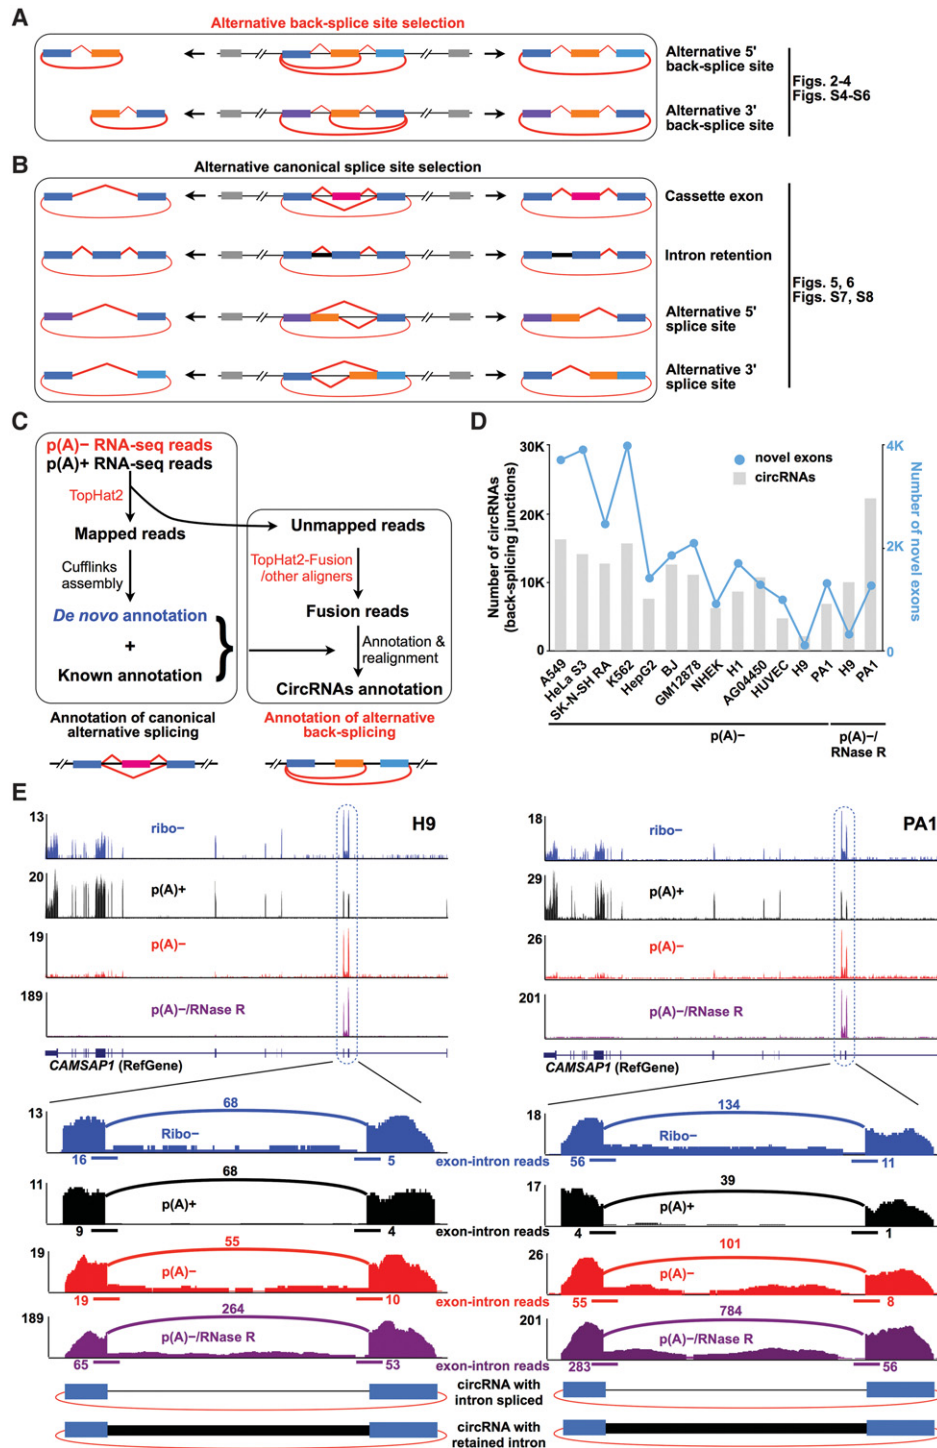 A
Alternative back-splice site selection
Alternative 5'
back-splice site
Alternative 3'
back-splice site
Figs. 2-4
Figs. S4-S6
B
Alternative canonical splice site selection
Cassette exon
Intron retention
Alternative 5'
splice site
Alternative 3'
splice site
Figs. 5, 6
Figs. S7, S8
C
p(A)− RNA-seq reads
p(A)+ RNA-seq reads
TopHat2
Mapped reads
Cufflinks
assembly
De novo annotation
+
Known annotation
Unmapped reads
TopHat2-Fusion
/other aligners
Fusion reads
Annotation &
realignment
CircRNAs annotation
Annotation of canonical
alternative splicing
Annotation of alternative
back-splicing
D
Number of circRNAs
(back-splicing junctions)
30K
20K
10K
0
novel exons
circRNAs
4K
2K
0
Number of novel exons
A549
HeLa S3
SK-N-SH RA
K562
HepG2
BJ
GM12878
NHEK
H1
AG04450
HUVEC
H9
PA1
H9
PA1
p(A)−
p(A)−/
RNase R
E
H9
13
ribo−
20
p(A)+
19
p(A)−
189
p(A)−/RNase R
CAMSAP1 (RefGene)
PA1
18
ribo−
29
p(A)+
26
p(A)−
201
p(A)−/RNase R
CAMSAP1 (RefGene)
13
68
Ribo−
16
5
exon-intron reads
11
68
p(A)+
9
4
exon-intron reads
19
55
p(A)−
19
10
exon-intron reads
189
264
p(A)−/RNase R
65
53
exon-intron reads
18
134
Ribo−
56
11
17
39
p(A)+
4
1
26
101
p(A)−
55
8
201
784
p(A)−/RNase R
283
56
circRNA with
intron spliced
circRNA with
retained intron